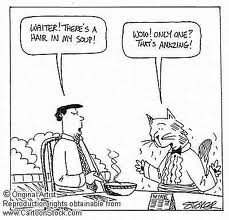 WAITER! THERE'S A
HAIR IN MY SOUP!
WOW! ONLY ONE?
THAT'S AMAZING!
© Original Artist
Reproduction rights obtainable from
www.CartoonStock.com